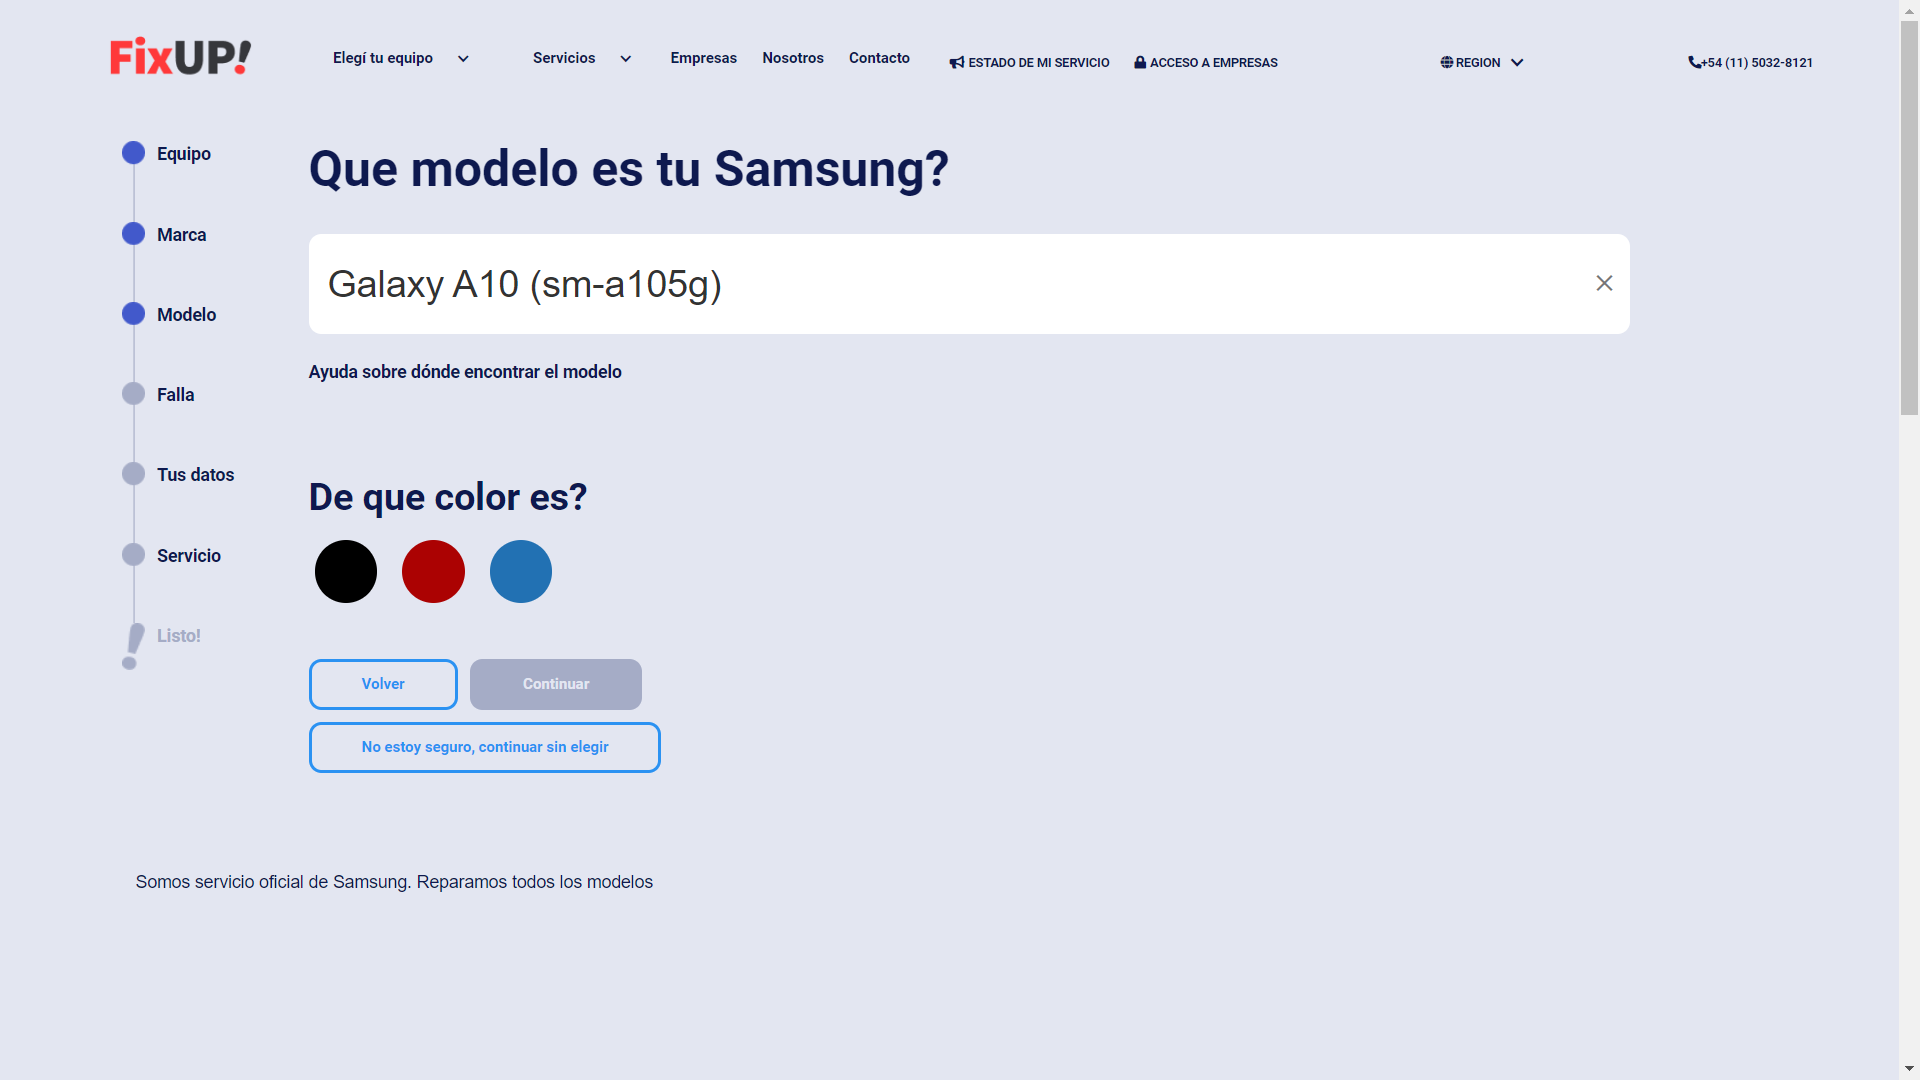 FixUP!
Elegí tu equipo
Servicios
Empresas
Nosotros
Contacto
ESTADO DE MI SERVICIO
ACCESO A EMPRESAS
REGION
+54 (11) 5032-8121
Equipo
Marca
Modelo
Falla
Tus datos
Servicio
Listo!
Que modelo es tu Samsung?
Galaxy A10 (sm-a105g)
Ayuda sobre dónde encontrar el modelo
De que color es?
Volver
Continuar
No estoy seguro, continuar sin elegir
Somos servicio oficial de Samsung. Reparamos todos los modelos